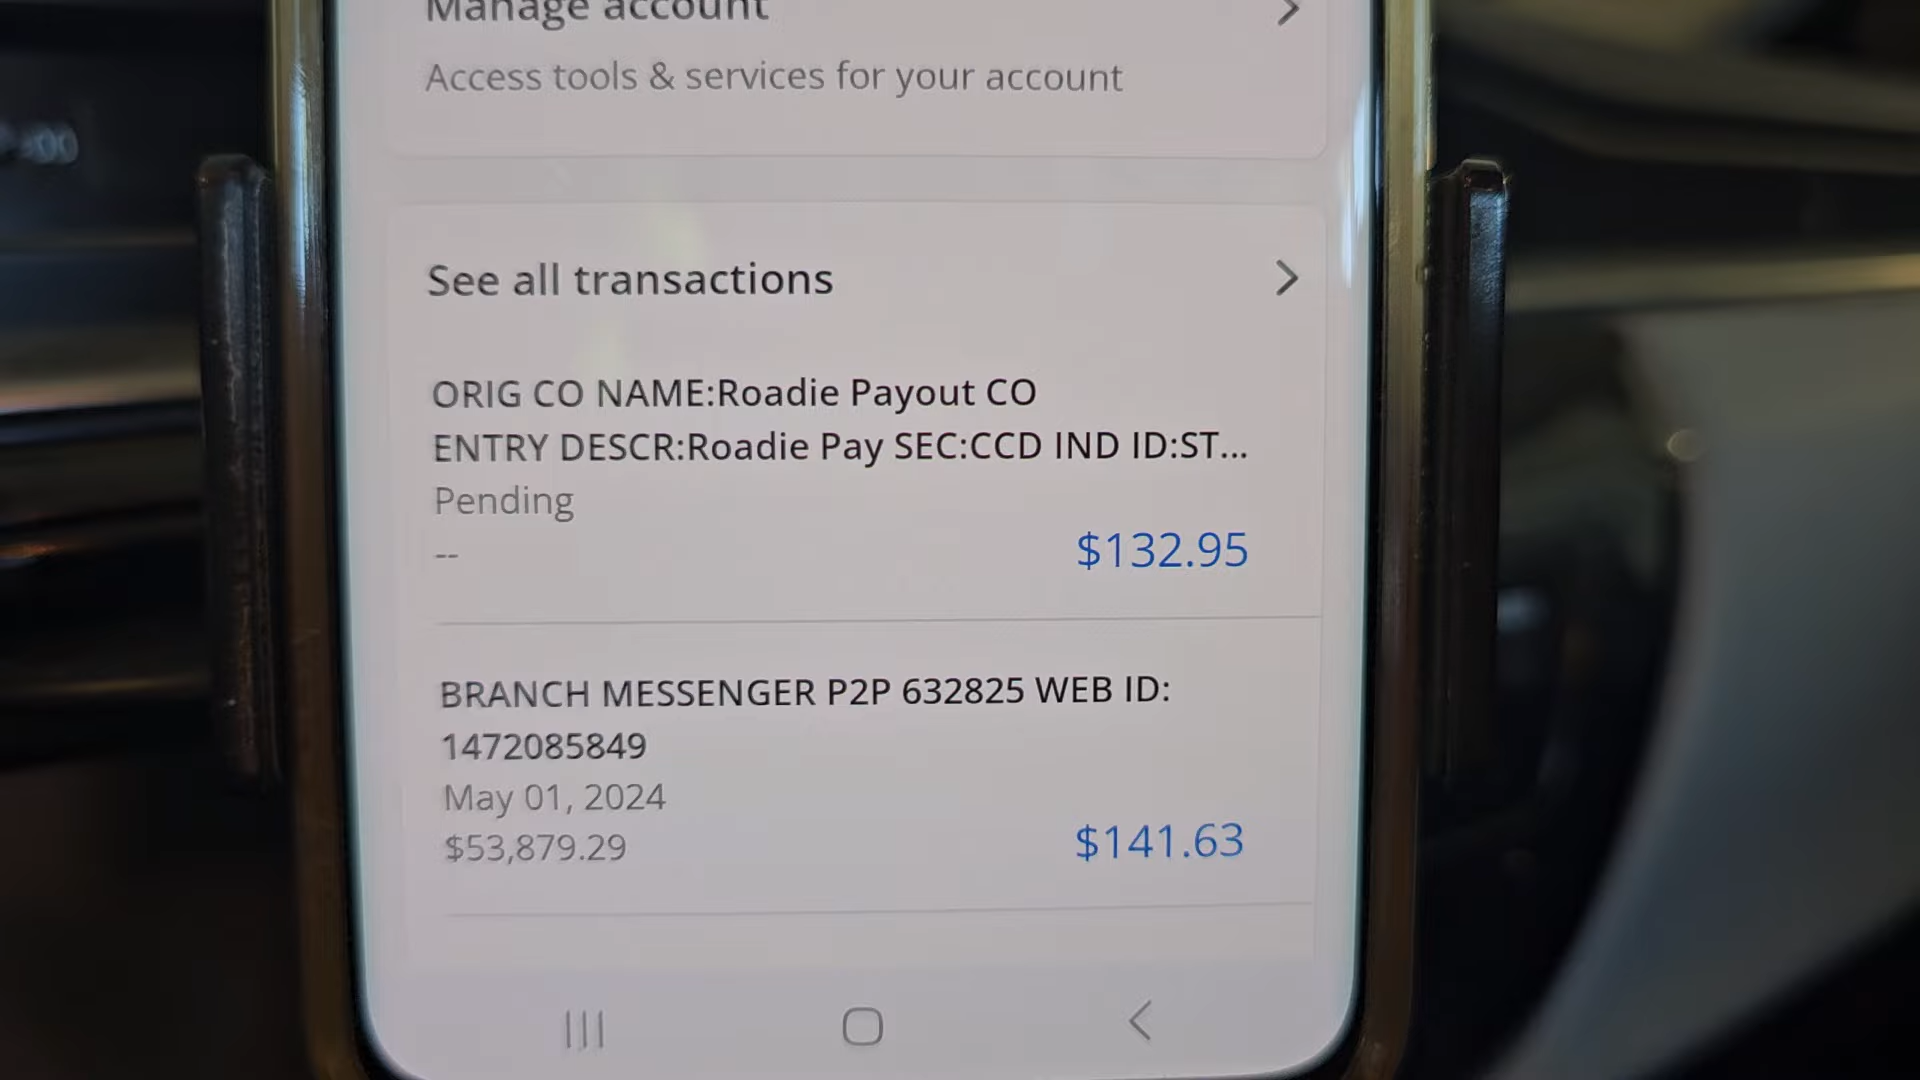 Manage account
Access tools & services for your account
See all transactions
ORIG CO NAME:Roadie Payout CO
ENTRY DESCR:Roadie Pay SEC:CCD IND ID:ST...
Pending
--
$132.95
BRANCH MESSENGER P2P 632825 WEB ID:
1472085849
May 01, 2024
$53,879.29
$141.63